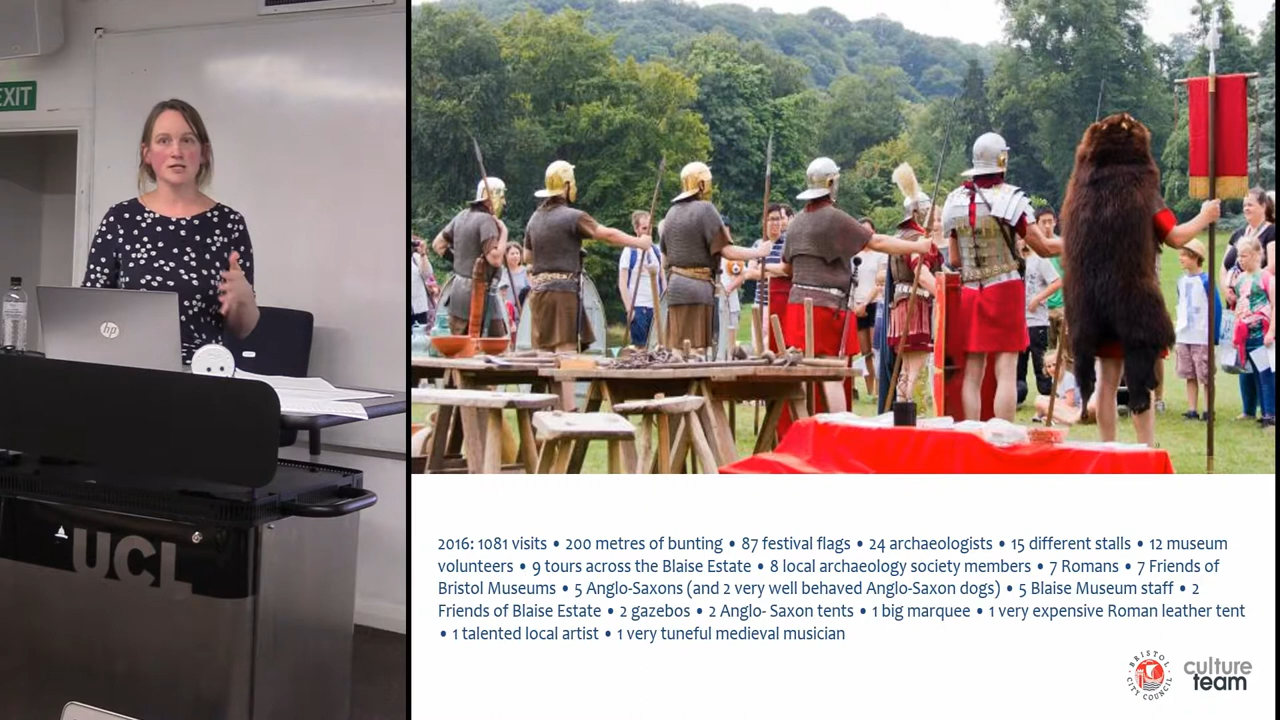 EXIT
hp
UCL
2016: 1081 visits • 200 metres of bunting • 87 festival flags • 24 archaeologists • 15 different stalls • 12 museum
volunteers • 9 tours across the Blaise Estate • 8 local archaeology society members • 7 Romans • 7 Friends of
Bristol Museums • 5 Anglo-Saxons (and 2 very well behaved Anglo-Saxon dogs) • 5 Blaise Museum staff • 2
Friends of Blaise Estate • 2 gazebos • 2 Anglo- Saxon tents • 1 big marquee • 1 very expensive Roman leather tent
• 1 talented local artist • 1 very tuneful medieval musician
BRISTOL
CITY COUNCIL
culture
team